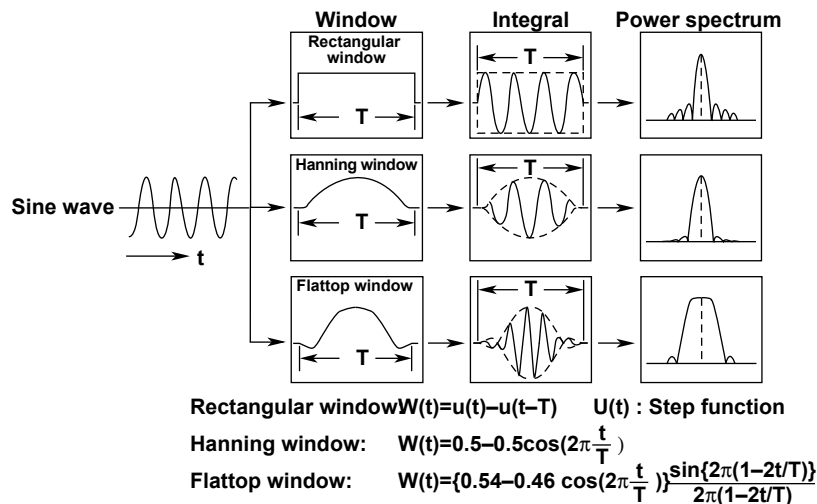 Window Integral Power spectrum
Rectangular
window
T
T
Hanning window
T
T
Sine wave
t
Flattop window
T
T
Rectangular window: W(t)=u(t)–u(t–T) U(t) : Step function
Hanning window: W(t)=0.5–0.5cos(2π t/T )
Flattop window: W(t)={0.54–0.46 cos(2π t/T )} sin{2π(1–2t/T)}/2π(1–2t/T)